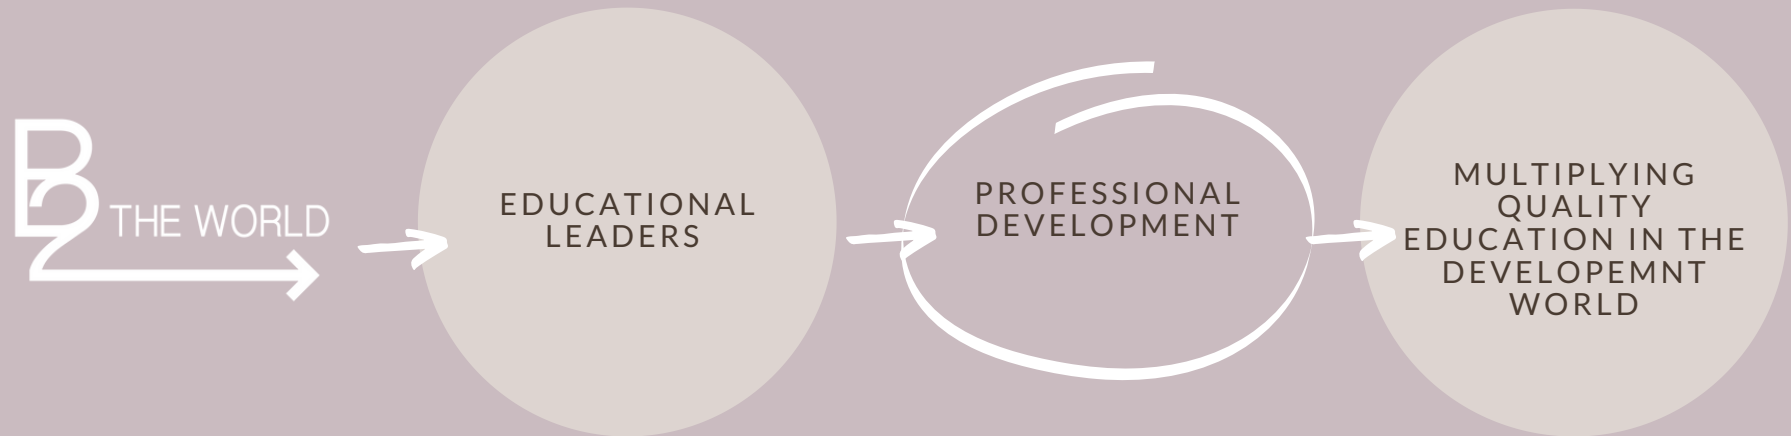 B2 THE WORLD
EDUCATIONAL
LEADERS
PROFESSIONAL
DEVELOPMENT
MULTIPLYING
QUALITY
EDUCATION IN THE
DEVELOPEMNT
WORLD